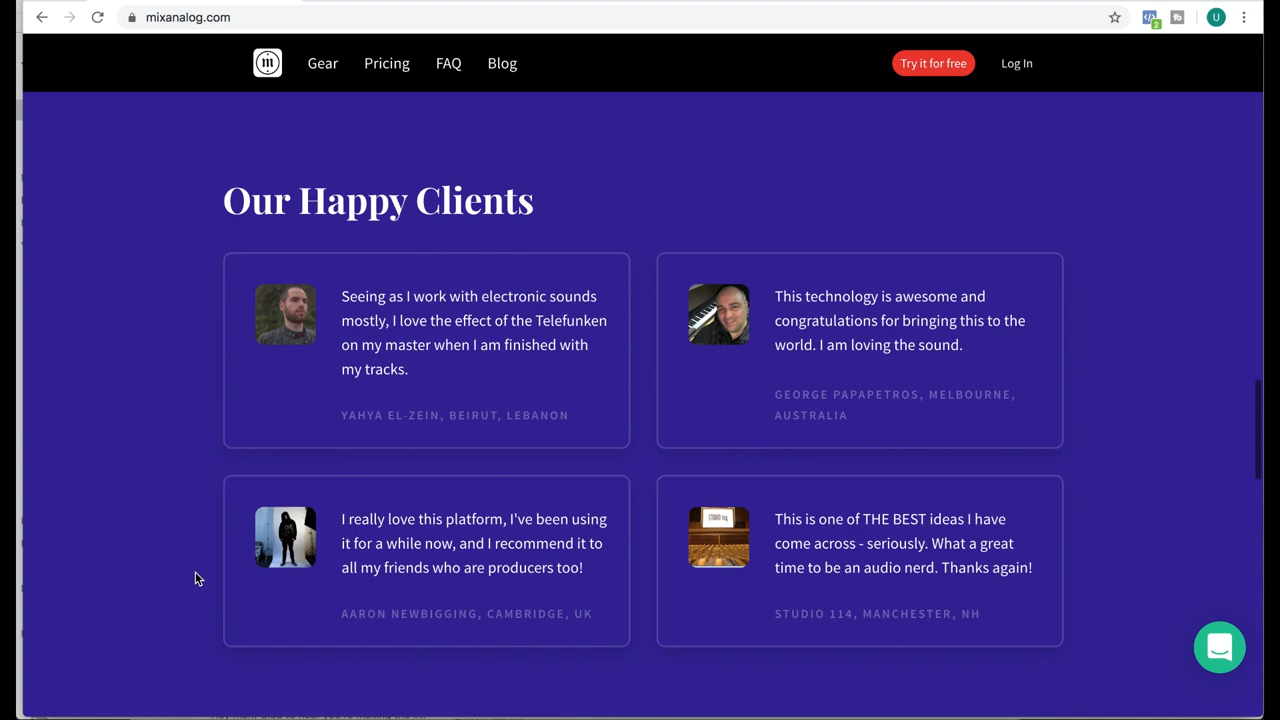 mixanalog.com
2
U
m
Gear
Pricing
FAQ
Blog
Try it for free
Log In
Our Happy Clients
Seeing as I work with electronic sounds
mostly, I love the effect of the Telefunken
on my master when I am finished with
my tracks.
YAHYA EL-ZEIN, BEIRUT, LEBANON
This technology is awesome and
congratulations for bringing this to the
world. I am loving the sound.
GEORGE PAPAPETROS, MELBOURNE,
AUSTRALIA
I really love this platform, I've been using
it for a while now, and I recommend it to
all my friends who are producers too!
AARON NEWBIGGING, CAMBRIDGE, UK
This is one of THE BEST ideas I have
come across - seriously. What a great
time to be an audio nerd. Thanks again!
STUDIO 114, MANCHESTER, NH